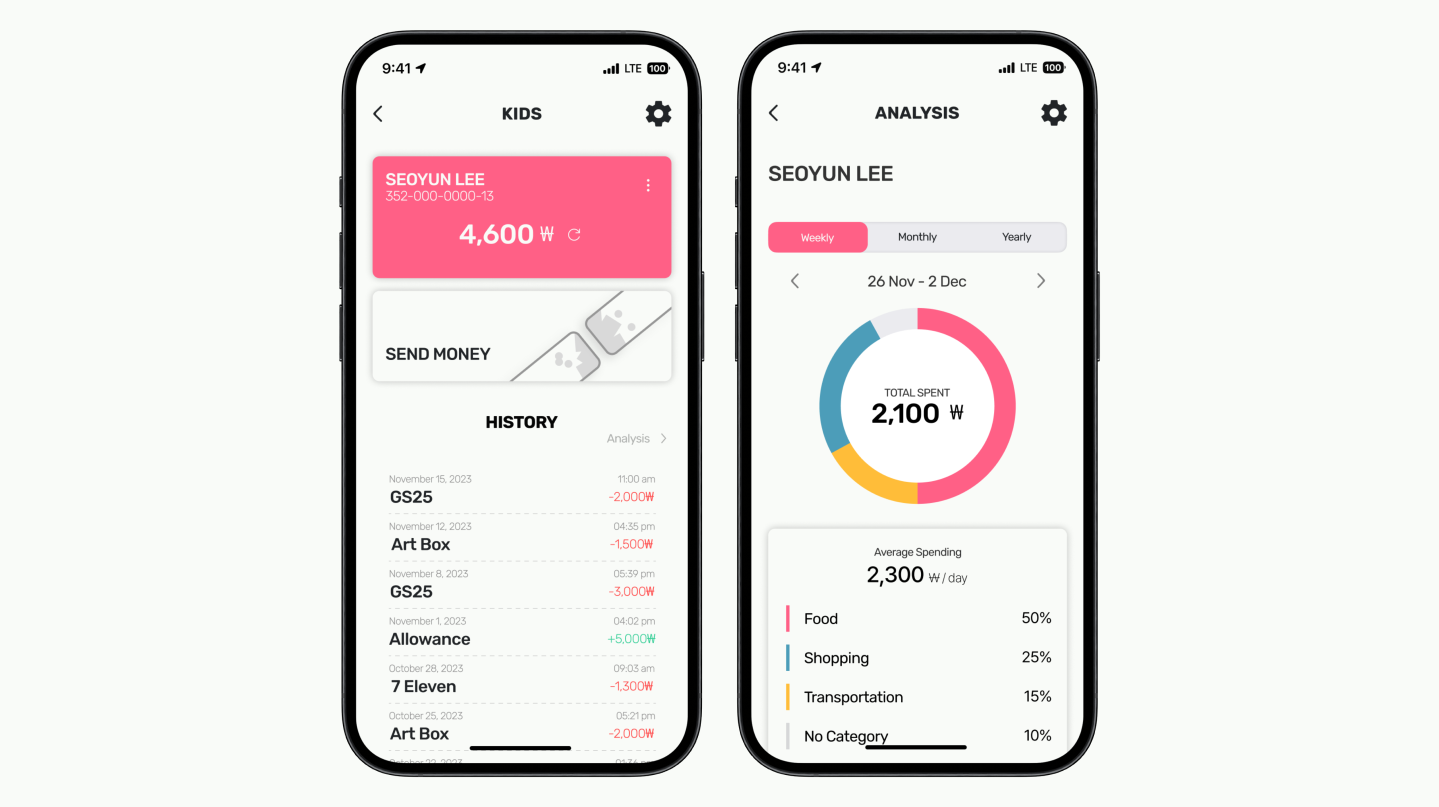 9:41 LTE 100
KIDS
SEOYUN LEE
352-000-0000-13
4,600 ₩
SEND MONEY
HISTORY
Analysis
November 15, 2023 11:00 am
GS25 -2,000₩
November 12, 2023 04:35 pm
Art Box -1,500₩
November 8, 2023 05:39 pm
GS25 -3,000₩
November 1, 2023 04:02 pm
Allowance +5,000₩
October 28, 2023 09:03 am
7 Eleven -1,300₩
October 25, 2023 05:21 pm
Art Box -2,000₩
October 22, 2023
9:41 LTE 100
ANALYSIS
SEOYUN LEE
Weekly Monthly Yearly
26 Nov - 2 Dec
TOTAL SPENT
2,100 ₩
Average Spending
2,300 ₩/ day
Food 50%
Shopping 25%
Transportation 15%
No Category 10%